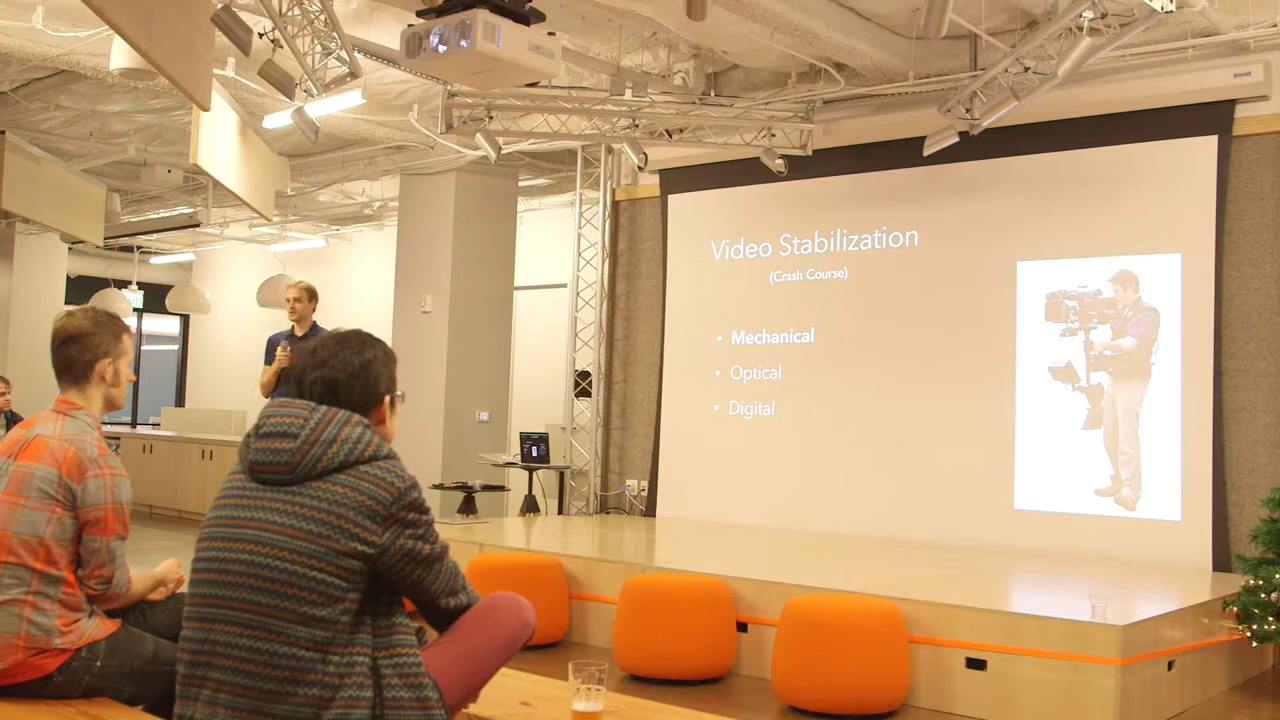 Video Stabilization
(Crash Course)
• Mechanical
• Optical
• Digital